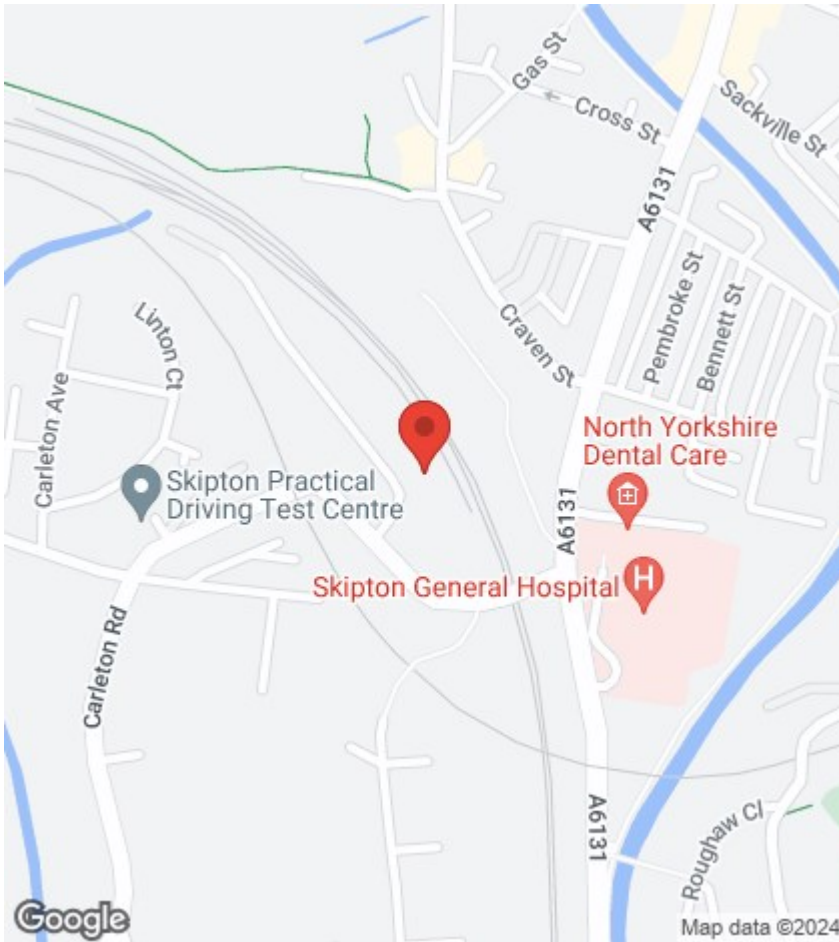 Gas St
Cross St
Sackville St
A6131
Pembroke St
Bennett St
Linton Ct
Craven St
Carleton Ave
North Yorkshire
Dental Care
Skipton Practical
Driving Test Centre
A6131
Skipton General Hospital
H
Carleton Rd
A6131
Roughaw Cl
Google
Map data ©2024